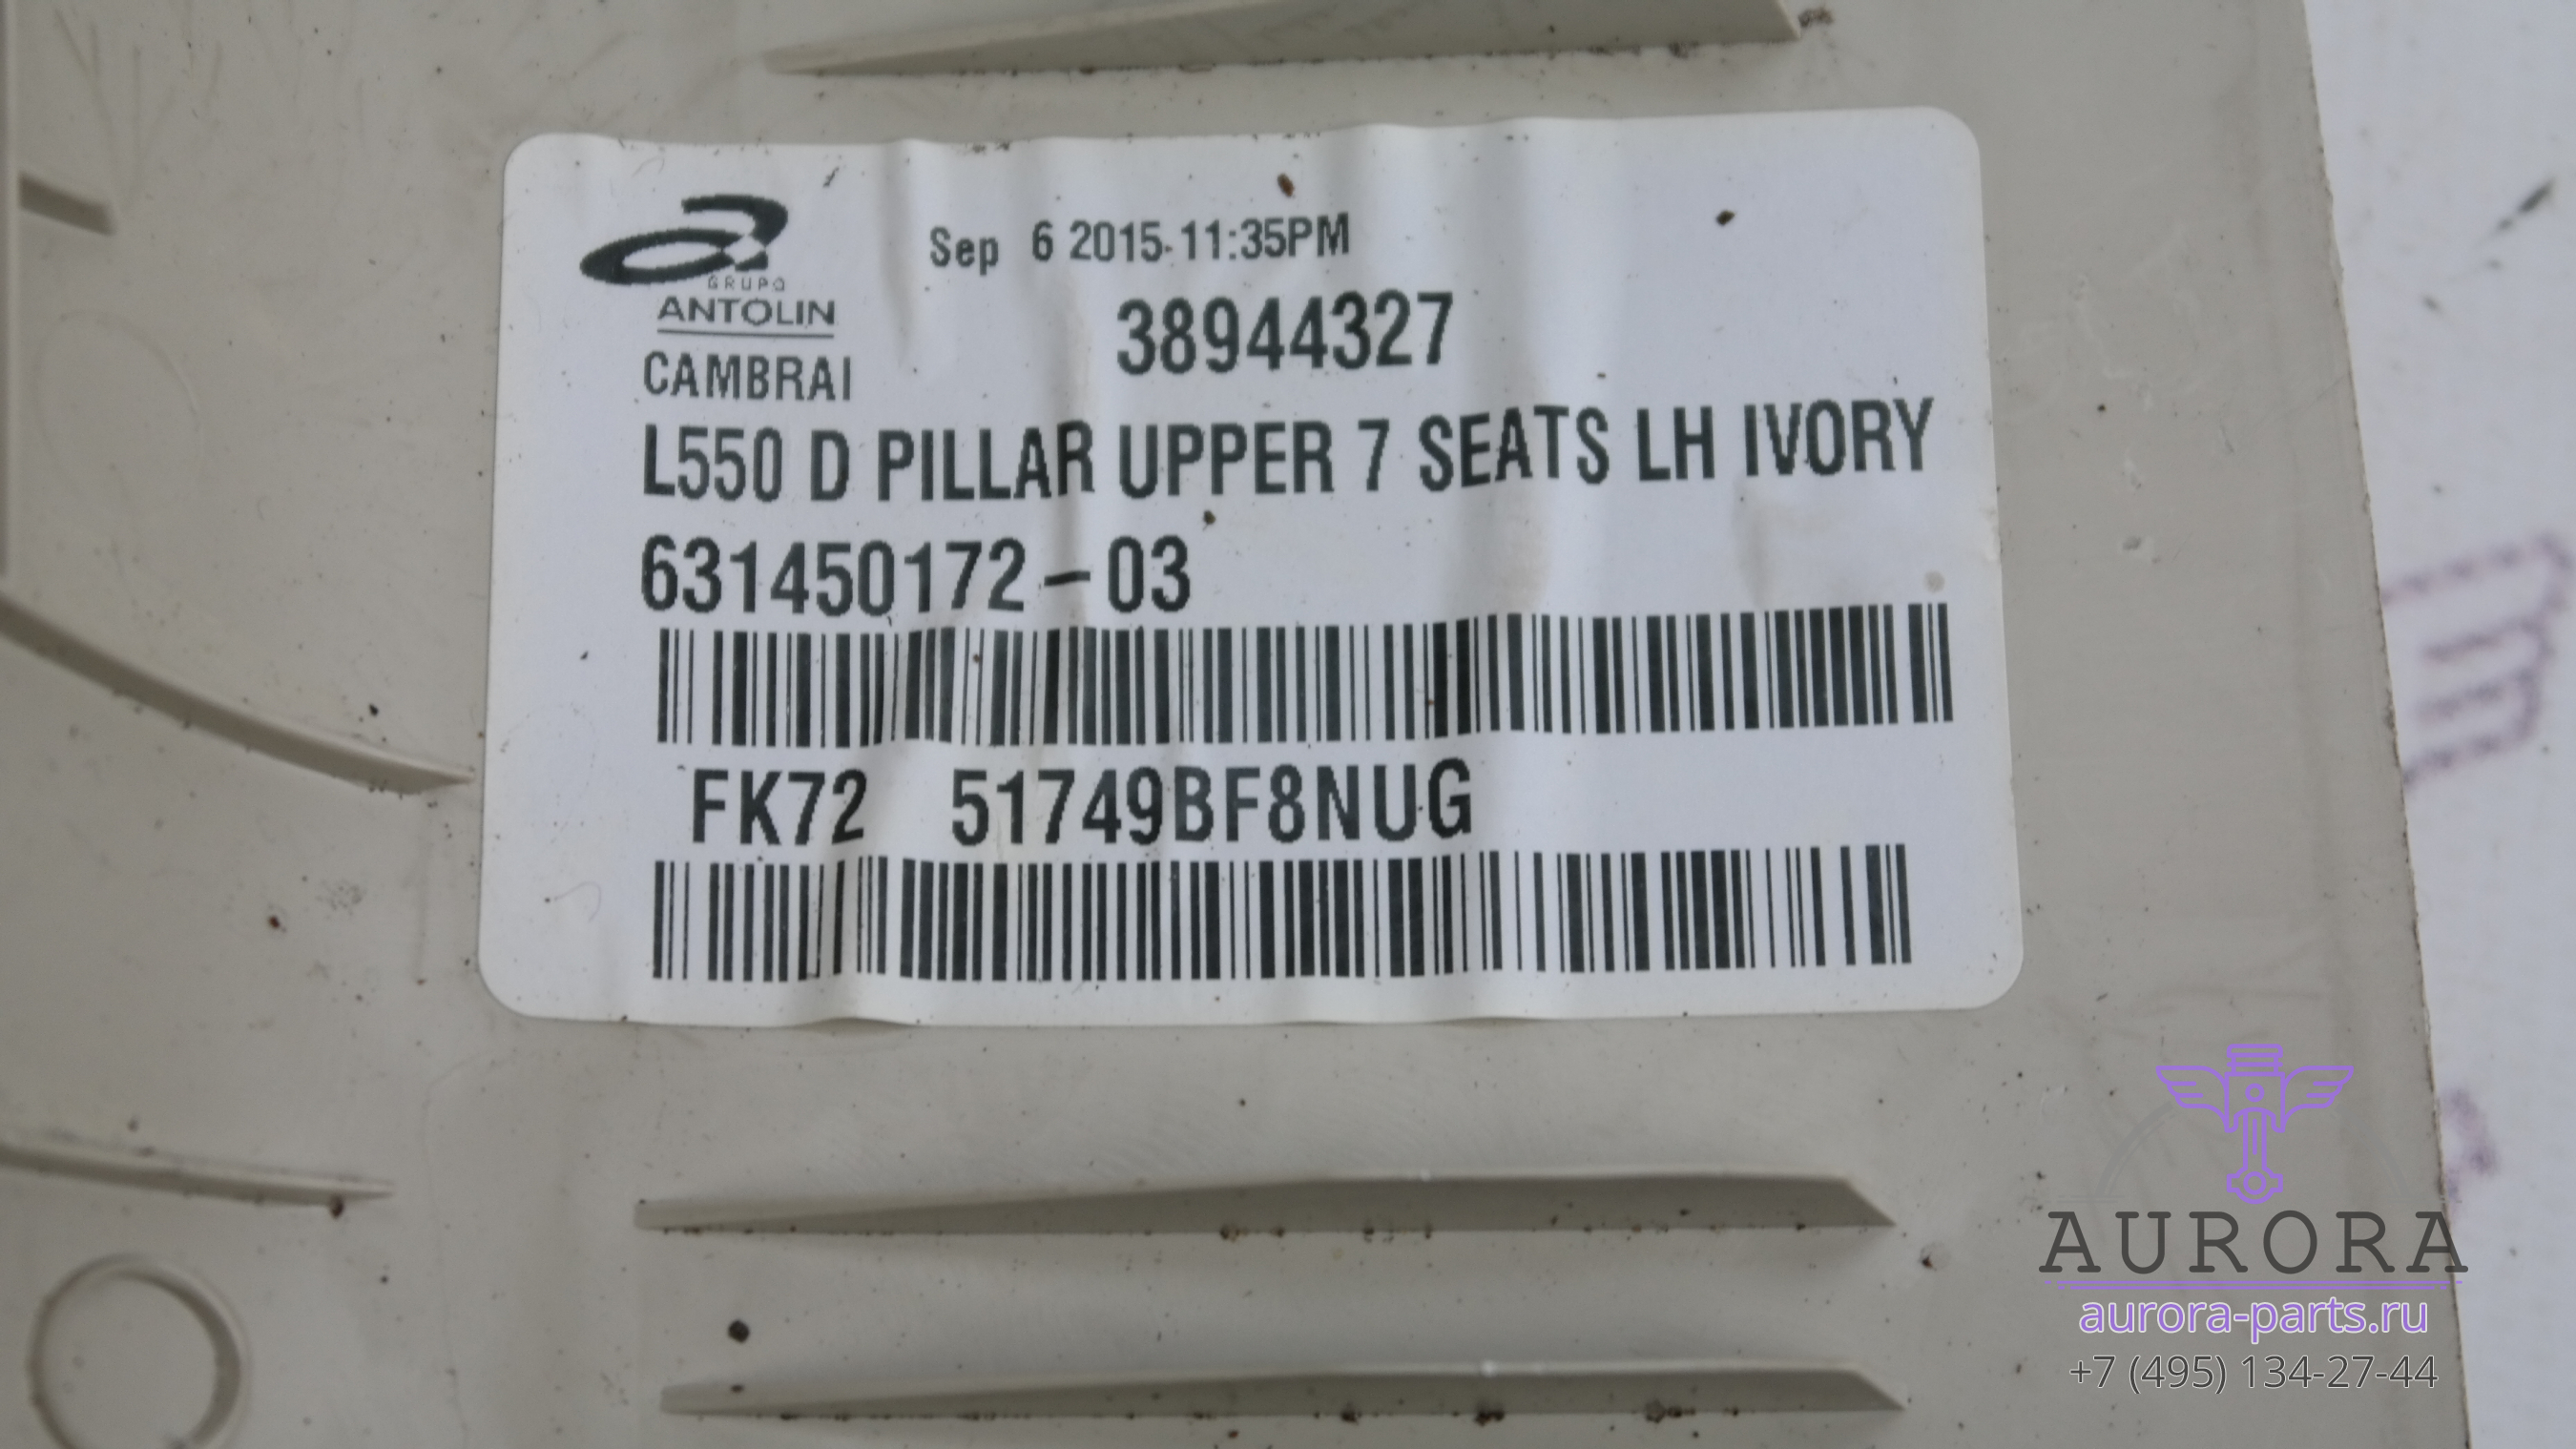 GRUPO
ANTOLIN
Sep 6 2015-11:35PM
38944327
CAMBRAI
L550 D PILLAR UPPER 7 SEATS LH IVORY
631450172-03
FK72 51749BF8NUG
AURORA
aurora-parts.ru
+7 (495) 134-27-44